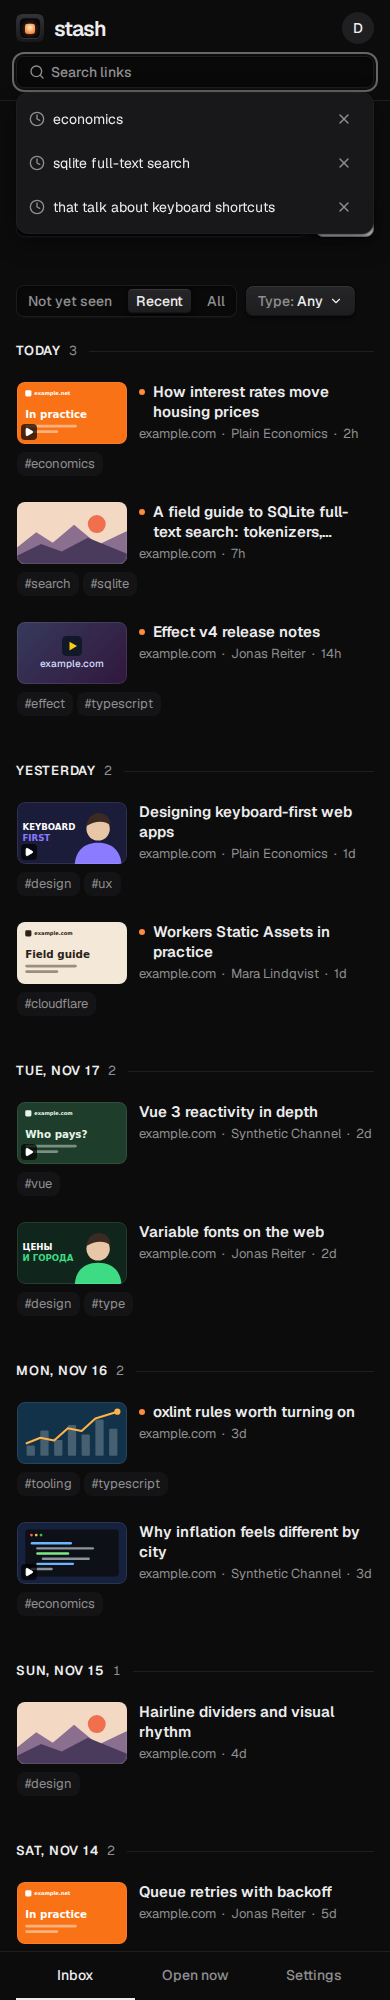 stash
D
Search links
economics
sqlite full-text search
that talk about keyboard shortcuts
Not yet seen
Recent
All
Type: Any
TODAY 3
example.net
In practice
How interest rates move
housing prices
example.com · Plain Economics · 2h
#economics
A field guide to SQLite full-
text search: tokenizers,...
example.com · 7h
#search #sqlite
example.com
Effect v4 release notes
example.com · Jonas Reiter · 14h
#effect #typescript
YESTERDAY 2
KEYBOARD
FIRST
Designing keyboard-first web
apps
example.com · Plain Economics · 1d
#design #ux
example.com
Field guide
Workers Static Assets in
practice
example.com · Mara Lindqvist · 1d
#cloudflare
TUE, NOV 17 2
example.com
Who pays?
Vue 3 reactivity in depth
example.com · Synthetic Channel · 2d
#vue
ЦЕНЫ
И ГОРОДА
Variable fonts on the web
example.com · Jonas Reiter · 2d
#design #type
MON, NOV 16 2
oxlint rules worth turning on
example.com · 3d
#tooling #typescript
Why inflation feels different by
city
example.com · Synthetic Channel · 3d
#economics
SUN, NOV 15 1
Hairline dividers and visual
rhythm
example.com · 4d
#design
SAT, NOV 14 2
example.net
In practice
Queue retries with backoff
example.com · Jonas Reiter · 5d
Inbox
Open now
Settings